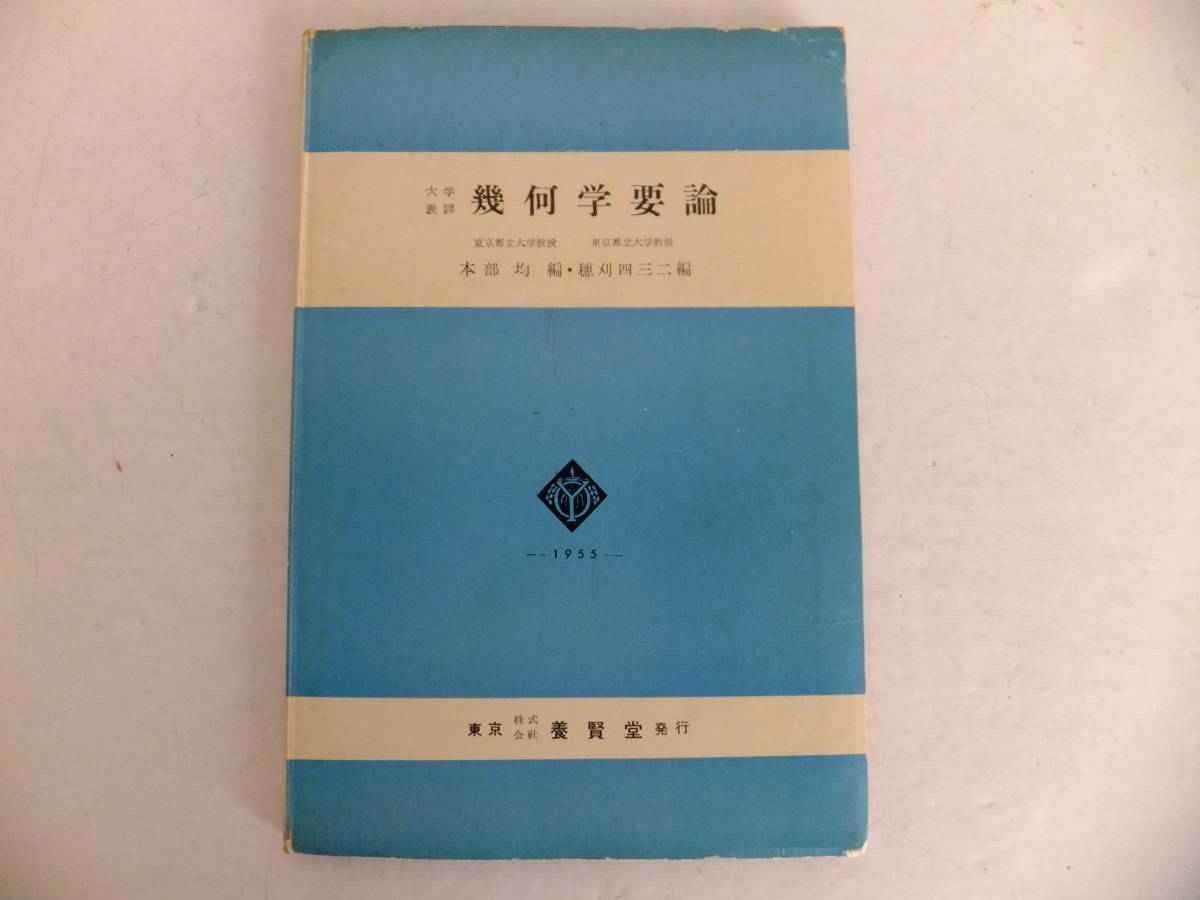 大学教課 幾何学要論
東京都立大学教授 東京都立大学教授
本部 均 編・穂刈四三二編
1955
東京 株式会社 養賢堂 発行